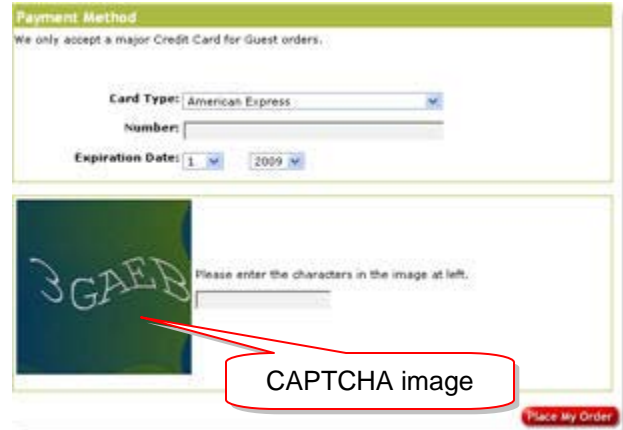 Payment Method
We only accept a major Credit Card for Guest orders.
Card Type: American Express
Number:
Expiration Date: 1 2009
3GAEB
Please enter the characters in the image at left.
CAPTCHA image
Place My Order